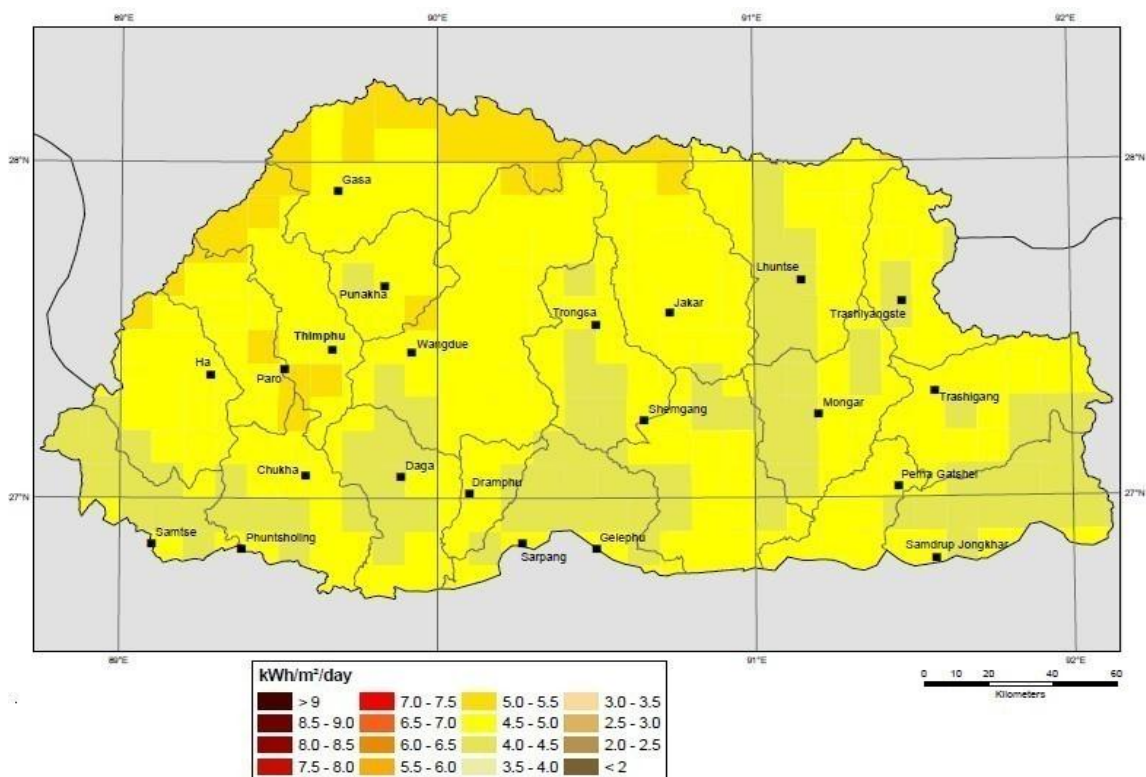 89°E 90°E 91°E 92°E
28°N 28°N
Gasa
Lhuntse
Punakha
Jakar
Trashiyangste
Trongsa
Thimphu
Wangdue
Ha
Paro
Trashigang
Mongar
Shemgang
Chukha
Daga
Pema Gatshel
Dramphu
27°N 27°N
Samtse
Phuntsholing
Sarpang
Gelephu
Samdrup Jongkhar
89°E 90°E 91°E 92°E
kWh/m²/day
> 9 7.0 - 7.5 5.0 - 5.5 3.0 - 3.5
8.5 - 9.0 6.5 - 7.0 4.5 - 5.0 2.5 - 3.0
8.0 - 8.5 6.0 - 6.5 4.0 - 4.5 2.0 - 2.5
7.5 - 8.0 5.5 - 6.0 3.5 - 4.0 < 2
0 10 20 40 60
Kilometers